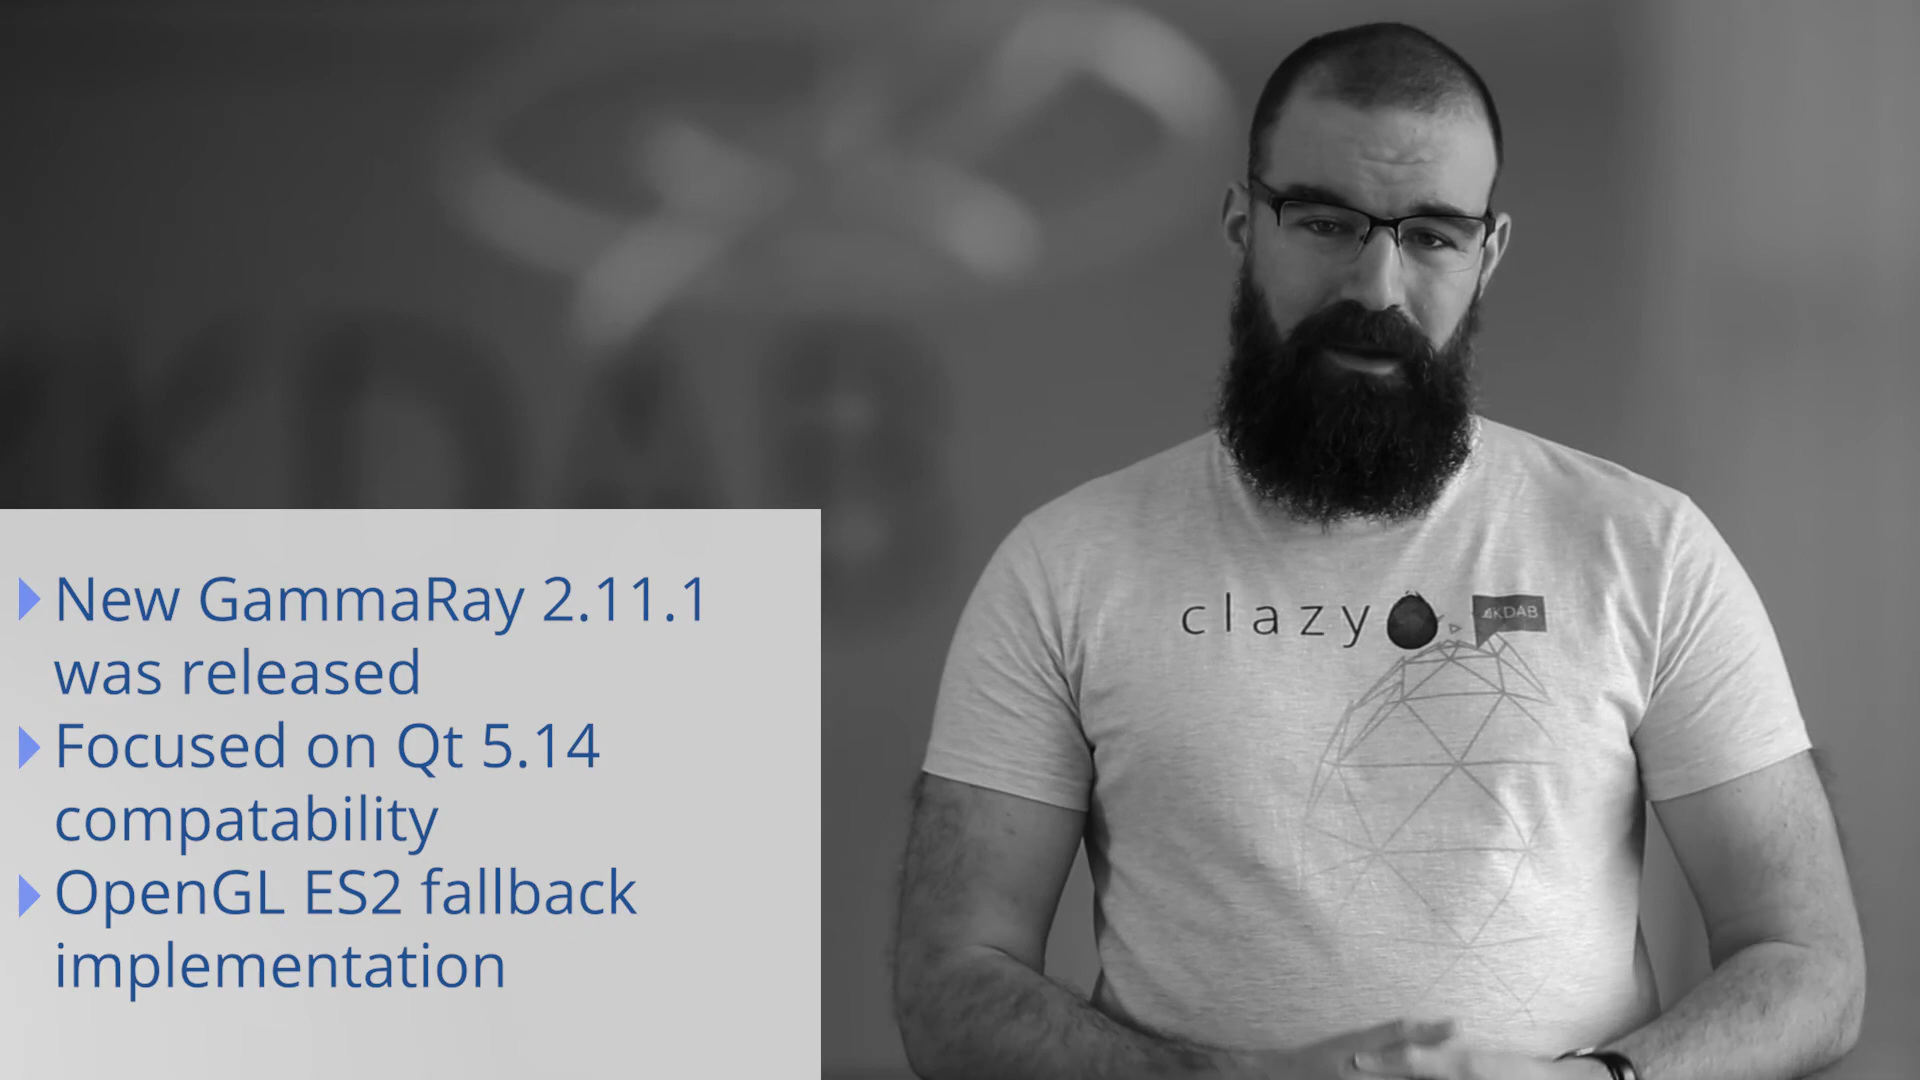 KDAB
clazy
KDAB
New GammaRay 2.11.1
was released
Focused on Qt 5.14
compatability
OpenGL ES2 fallback
implementation